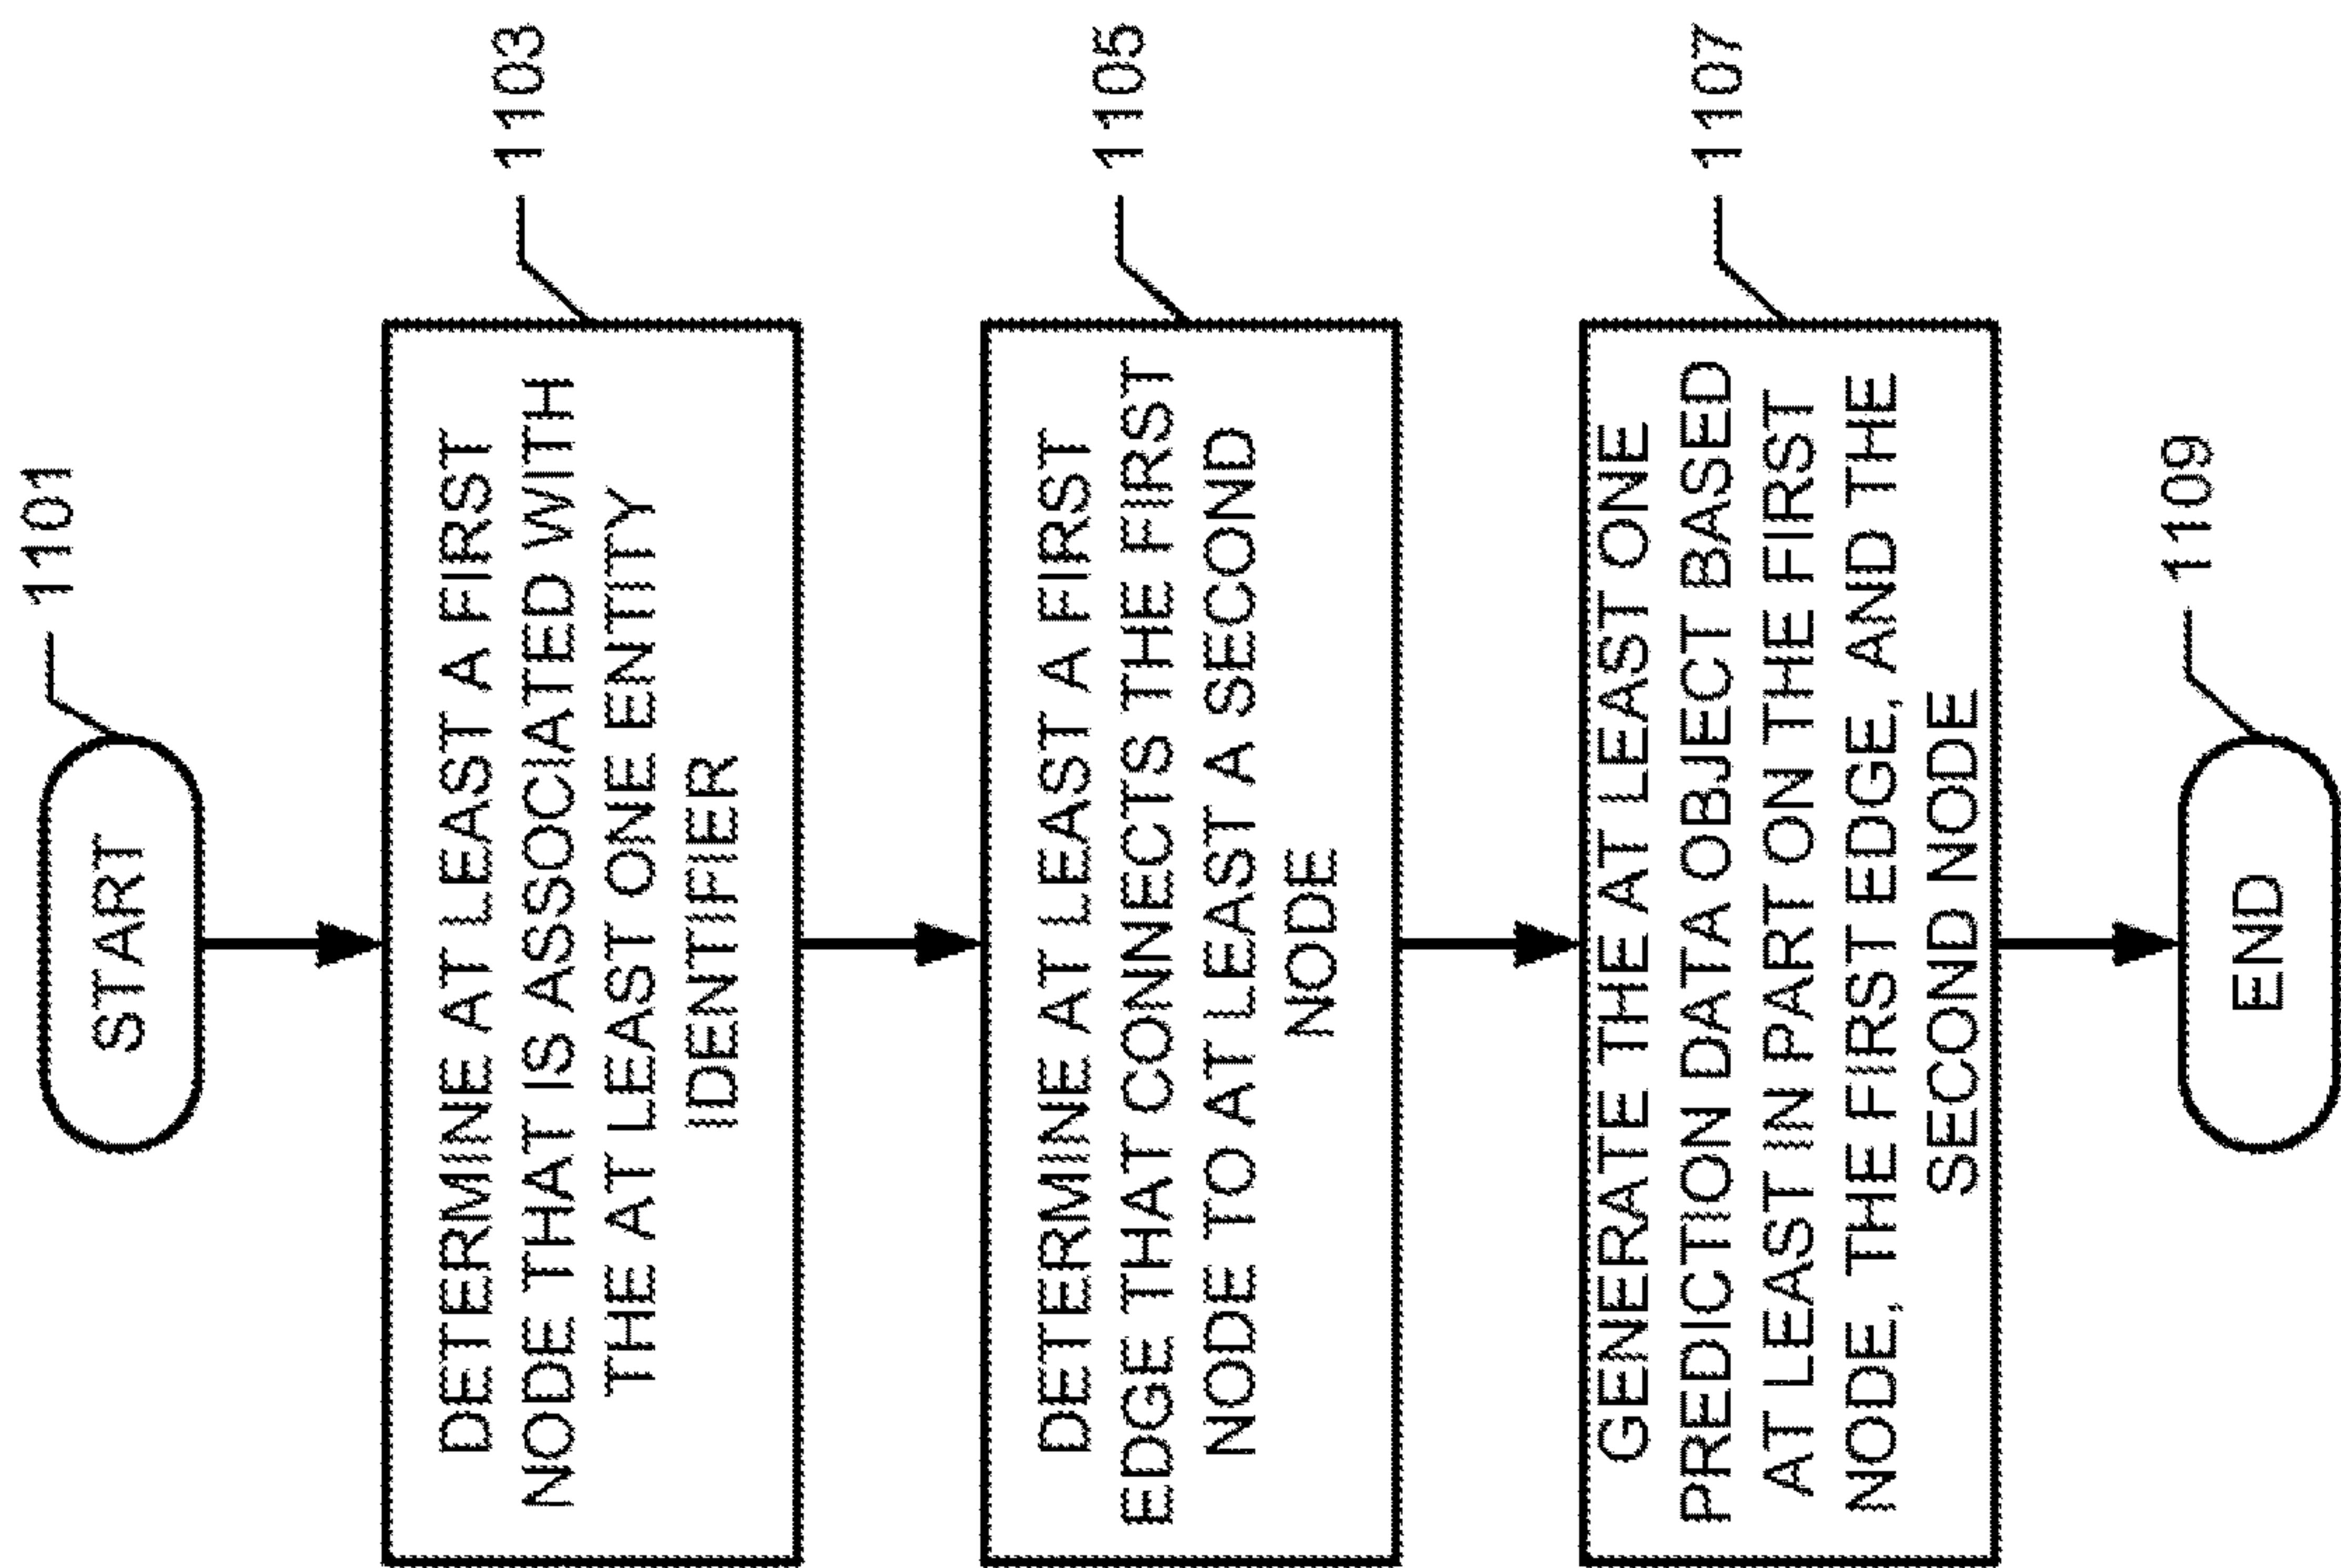 START
1101
DETERMINE AT LEAST A FIRST
NODE THAT IS ASSOCIATED WITH
THE AT LEAST ONE ENTITY
IDENTIFIER
1103
DETERMINE AT LEAST A FIRST
EDGE THAT CONNECTS THE FIRST
NODE TO AT LEAST A SECOND
NODE
1105
GENERATE THE AT LEAST ONE
PREDICTION DATA OBJECT BASED
AT LEAST IN PART ON THE FIRST
NODE, THE FIRST EDGE, AND THE
SECOND NODE
1107
END
1109